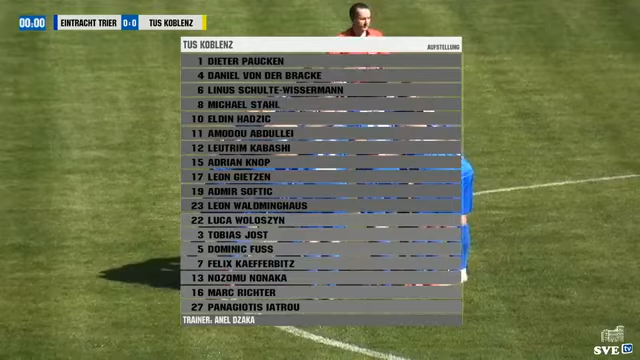 00:00 EINTRACHT TRIER 0:0 TUS KOBLENZ
TUS KOBLENZ AUFSTELLUNG
1 DIETER PAUCKEN
4 DANIEL VON DER BRACKE
6 LINUS SCHULTE-WISSERMANN
8 MICHAEL STAHL
10 ELDIN HADZIC
11 AMODOU ABDULLEI
12 LEUTRIM KABASHI
15 ADRIAN KNOP
17 LEON GIETZEN
19 ADMIR SOFTIC
23 LEON WALDMINGHAUS
22 LUCA WOLOSZYN
3 TOBIAS JOST
5 DOMINIC FUSS
7 FELIX KAEFFERBITZ
13 NOZOMU NONAKA
16 MARC RICHTER
27 PANAGIOTIS IATROU
TRAINER: ANEL DZAKA
SVE tv